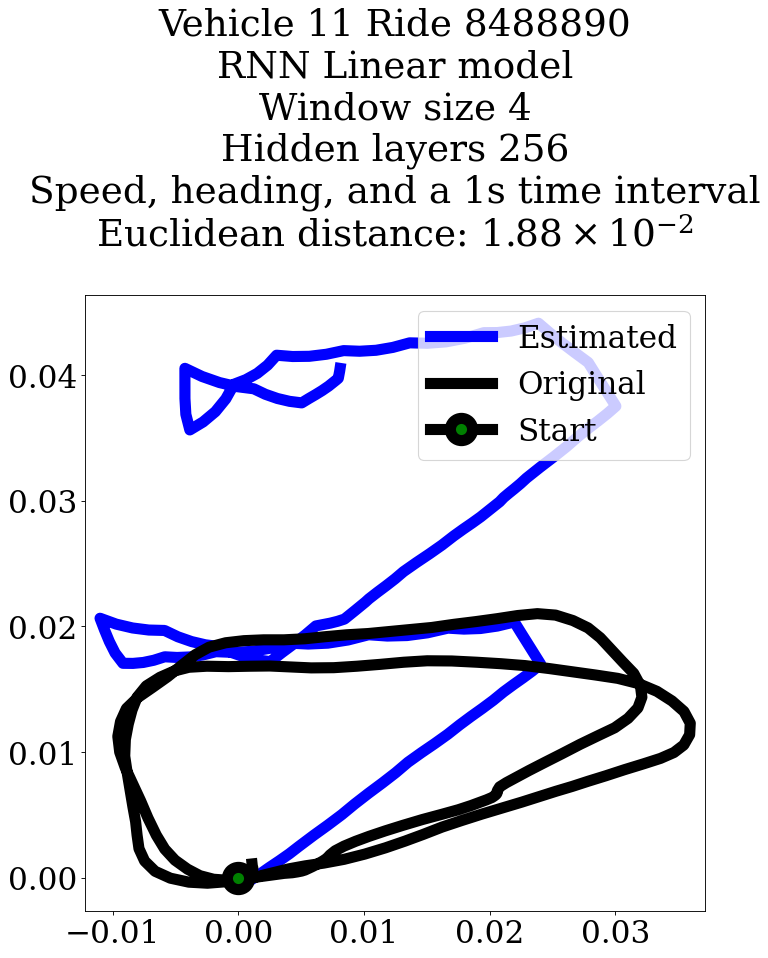 Vehicle 11 Ride 8488890
RNN Linear model
Window size 4
Hidden layers 256
Speed, heading, and a 1s time interval
Euclidean distance: 1.88 × 10⁻²
Estimated
Original
Start
0.04
0.03
0.02
0.01
0.00
−0.01 0.00 0.01 0.02 0.03